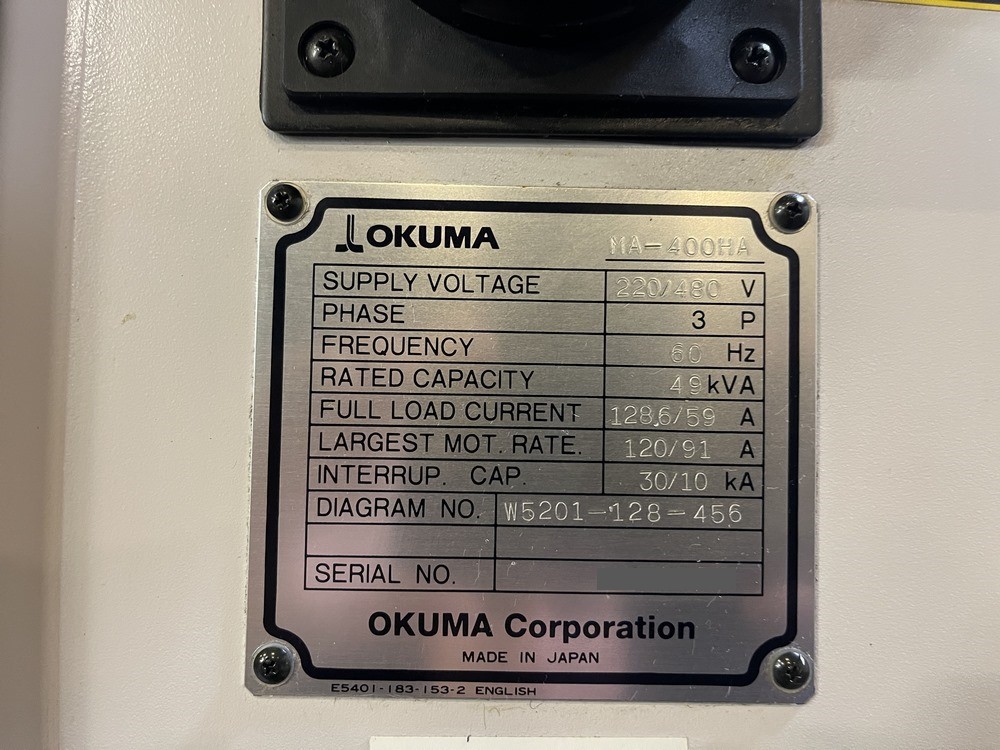 OKUMA
MA-400HA
SUPPLY VOLTAGE 220/480 V
PHASE 3 P
FREQUENCY 60 Hz
RATED CAPACITY 49 kVA
FULL LOAD CURRENT 128.6/59 A
LARGEST MOT. RATE. 120/91 A
INTERRUP. CAP. 30/10 kA
DIAGRAM NO. W5201-128-456
SERIAL NO.
OKUMA Corporation
MADE IN JAPAN
E5401-183-153-2 ENGLISH